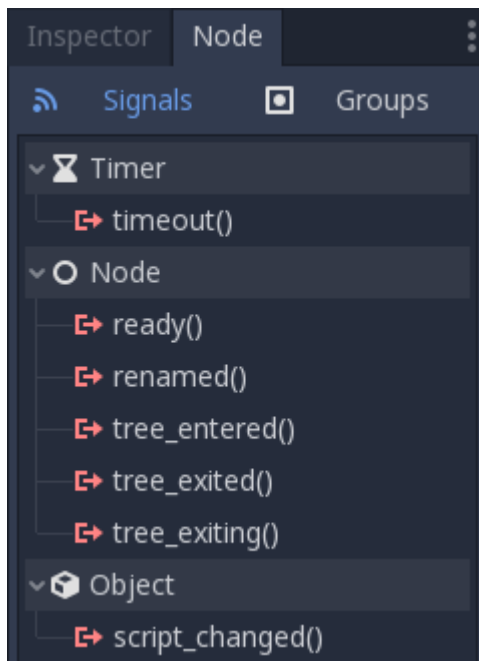 Inspector Node
Signals Groups
Timer
timeout()
Node
ready()
renamed()
tree_entered()
tree_exited()
tree_exiting()
Object
script_changed()